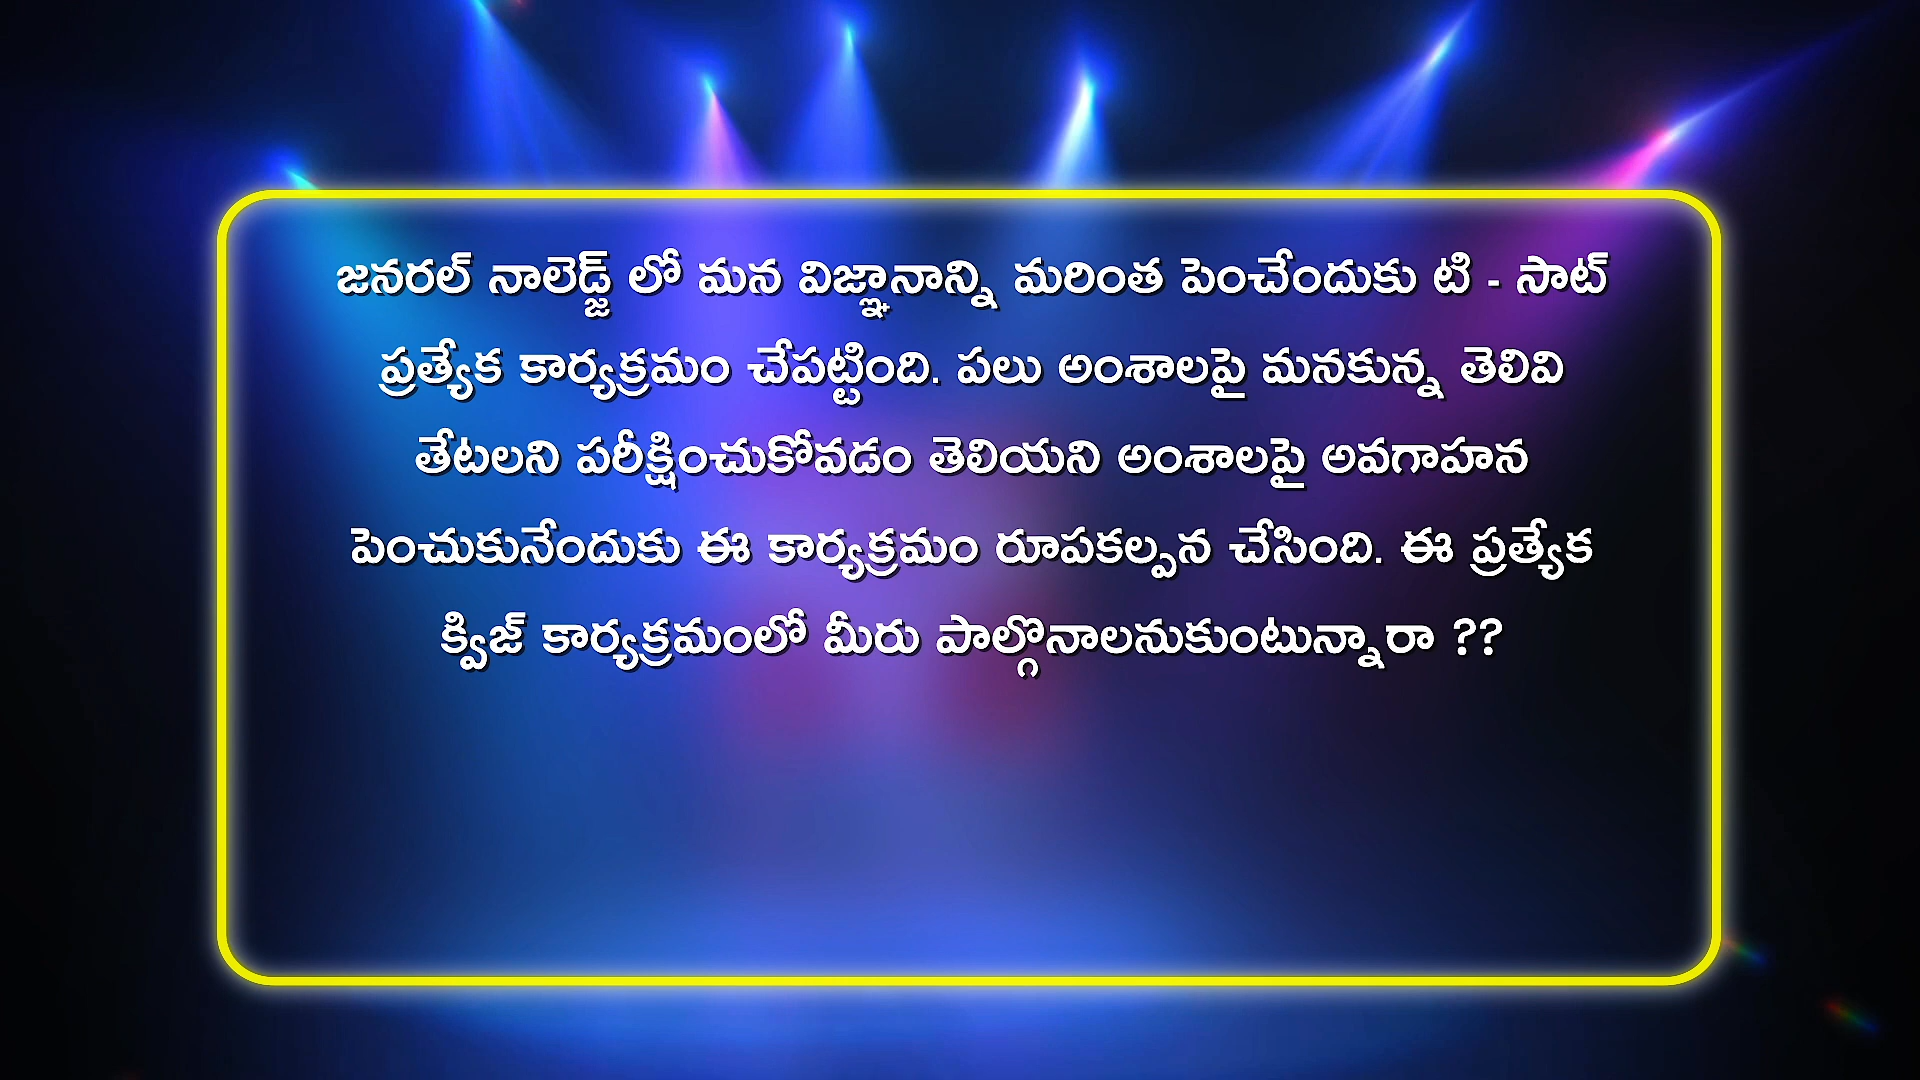 జనరల్ నాలెడ్జ్ లో మన విజ్ఞానాన్ని మరింత పెంచేందుకు టి - సాట్
ప్రత్యేక కార్యక్రమం చేపట్టింది. పలు అంశాలపై మనకున్న తెలివి
తేటలని పరీక్షించుకోవడం తెలియని అంశాలపై అవగాహన
పెంచుకునేందుకు ఈ కార్యక్రమం రూపకల్పన చేసింది. ఈ ప్రత్యేక
క్విజ్ కార్యక్రమంలో మీరు పాల్గొనాలనుకుంటున్నారా ??